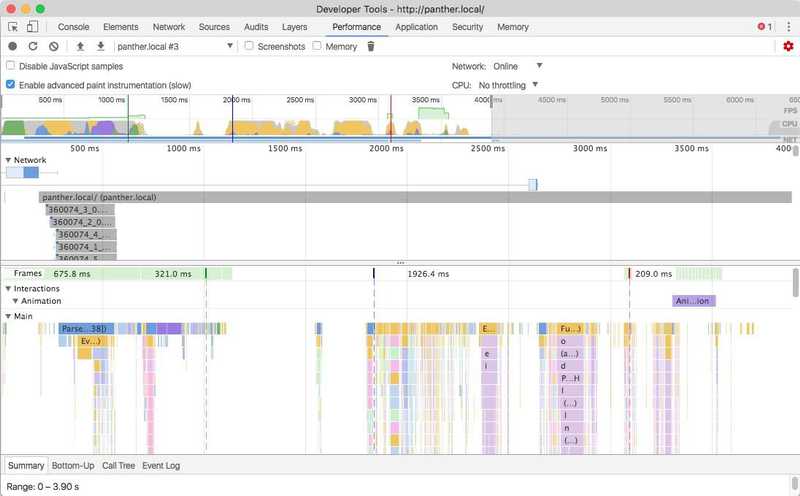 Developer Tools - http://panther.local/
Console Elements Network Sources Audits Layers Performance Application Security Memory 1
panther.local #3 Screenshots Memory
Disable JavaScript samples Network: Online
Enable advanced paint instrumentation (slow) CPU: No throttling
500 ms 1000 ms 1500 ms 2000 ms 2500 ms 3000 ms 3500 ms 4000 ms 4500 ms 5000 ms 5500 ms 6000 ms
FPS
CPU
NET
500 ms 1000 ms 1500 ms 2000 ms 2500 ms 3000 ms 3500 ms 400
Network
panther.local/ (panther.local)
360074_3_0…
360074_2_0…
360074_4_…
360074_1_…
Frames 675.8 ms 321.0 ms 1926.4 ms 209.0 ms
Interactions
Animation Ani…ion
Main
Parse…38]) E… Fu…)
Ev…) e o
i (a…)
d
P…H
l
(…)
l
n
(…)
Summary Bottom-Up Call Tree Event Log
Range: 0 – 3.90 s